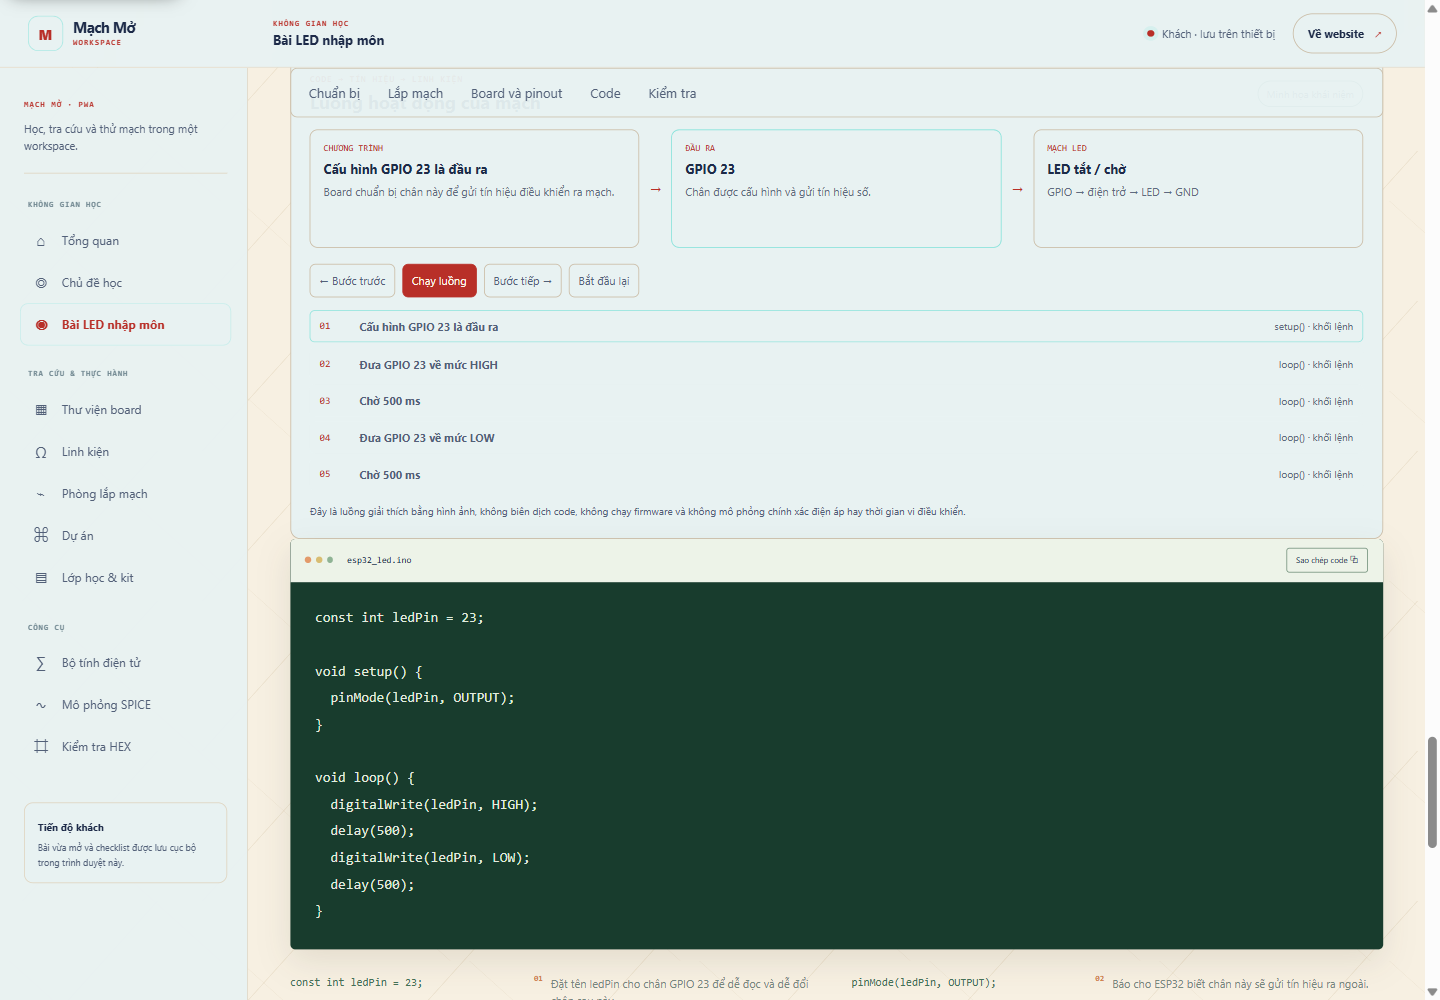 M
Mạch Mở
WORKSPACE
KHÔNG GIAN HỌC
Bài LED nhập môn
Khách · lưu trên thiết bị
Về website ↗
MẠCH MỞ · PWA
Học, tra cứu và thử mạch trong một
workspace.
KHÔNG GIAN HỌC
Tổng quan
Chủ đề học
Bài LED nhập môn
TRA CỨU & THỰC HÀNH
Thư viện board
Linh kiện
Phòng lắp mạch
Dự án
Lớp học & kit
CÔNG CỤ
Bộ tính điện tử
Mô phỏng SPICE
Kiểm tra HEX
Tiến độ khách
Bài vừa mở và checklist được lưu cục bộ
trong trình duyệt này.
Chuẩn bị
Lắp mạch
Board và pinout
Code
Kiểm tra
Luồng hoạt động của mạch
CHƯƠNG TRÌNH
Cấu hình GPIO 23 là đầu ra
Board chuẩn bị chân này để gửi tín hiệu điều khiển ra mạch.
→
ĐẦU RA
GPIO 23
Chân được cấu hình và gửi tín hiệu số.
→
MẠCH LED
LED tắt / chờ
GPIO → điện trở → LED → GND
← Bước trước
Chạy luồng
Bước tiếp →
Bắt đầu lại
01 Cấu hình GPIO 23 là đầu ra setup() · khối lệnh
02 Đưa GPIO 23 về mức HIGH loop() · khối lệnh
03 Chờ 500 ms loop() · khối lệnh
04 Đưa GPIO 23 về mức LOW loop() · khối lệnh
05 Chờ 500 ms loop() · khối lệnh
Đây là luồng giải thích bằng hình ảnh, không biên dịch code, không chạy firmware và không mô phỏng chính xác điện áp hay thời gian vi điều khiển.
esp32_led.ino
Sao chép code
const int ledPin = 23;
void setup() {
pinMode(ledPin, OUTPUT);
}
void loop() {
digitalWrite(ledPin, HIGH);
delay(500);
digitalWrite(ledPin, LOW);
delay(500);
}
const int ledPin = 23;
01 Đặt tên ledPin cho chân GPIO 23 để dễ đọc và dễ đổi
chân sau này.
pinMode(ledPin, OUTPUT);
02 Báo cho ESP32 biết chân này sẽ gửi tín hiệu ra ngoài.